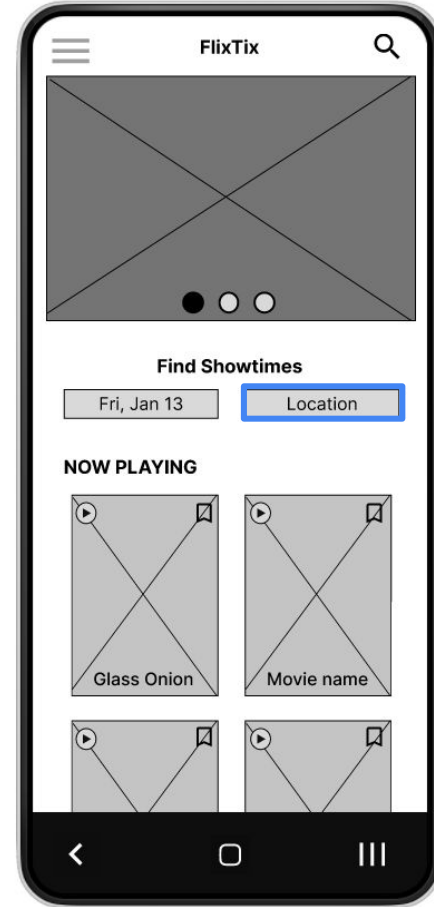 FlixTix
Find Showtimes
Fri, Jan 13
Location
NOW PLAYING
Glass Onion
Movie name